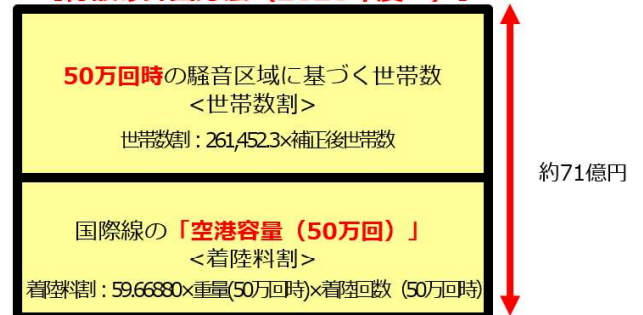 50万回時の騒音区域に基づく世帯数
<世帯数割>
世帯数割：261,452.3×補正後世帯数
約71億円
国際線の「空港容量（50万回）」
<着陸料割>
着陸料割：59.66880×重量(50万回時)×着陸回数（50万回時)